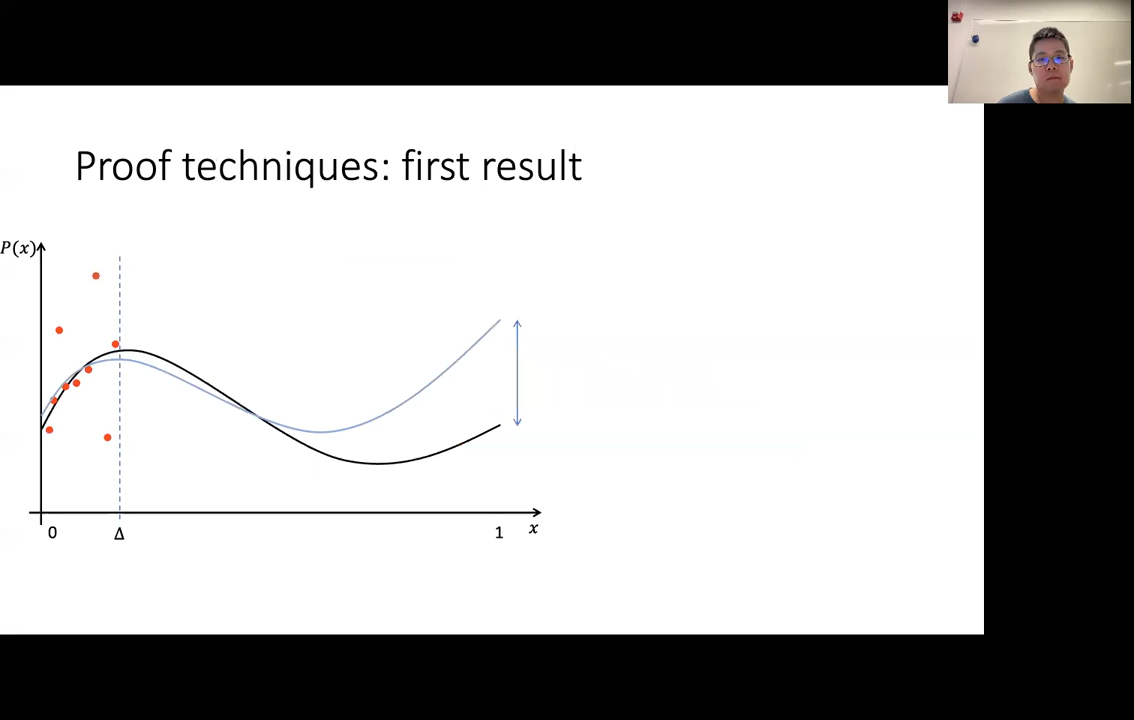 Proof techniques: first result
P(x)
0
Δ
1
x